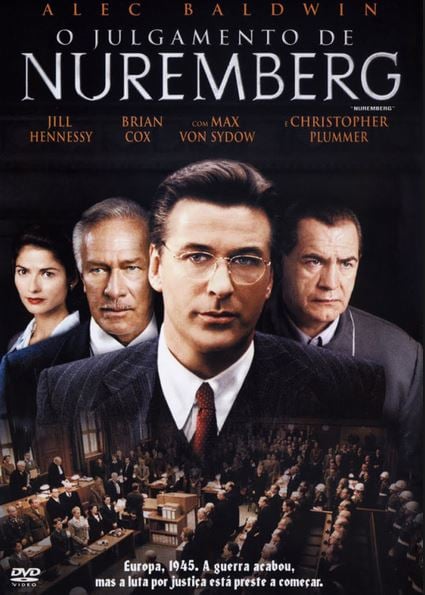 ALEC BALDWIN
O JULGAMENTO DE
NUREMBERG
"NUREMBERG"
JILL HENNESSY
BRIAN COX
COM MAX VON SYDOW
E CHRISTOPHER PLUMMER
Europa, 1945. A guerra acabou,
mas a luta por justiça está preste a começar.
DVD
VIDEO